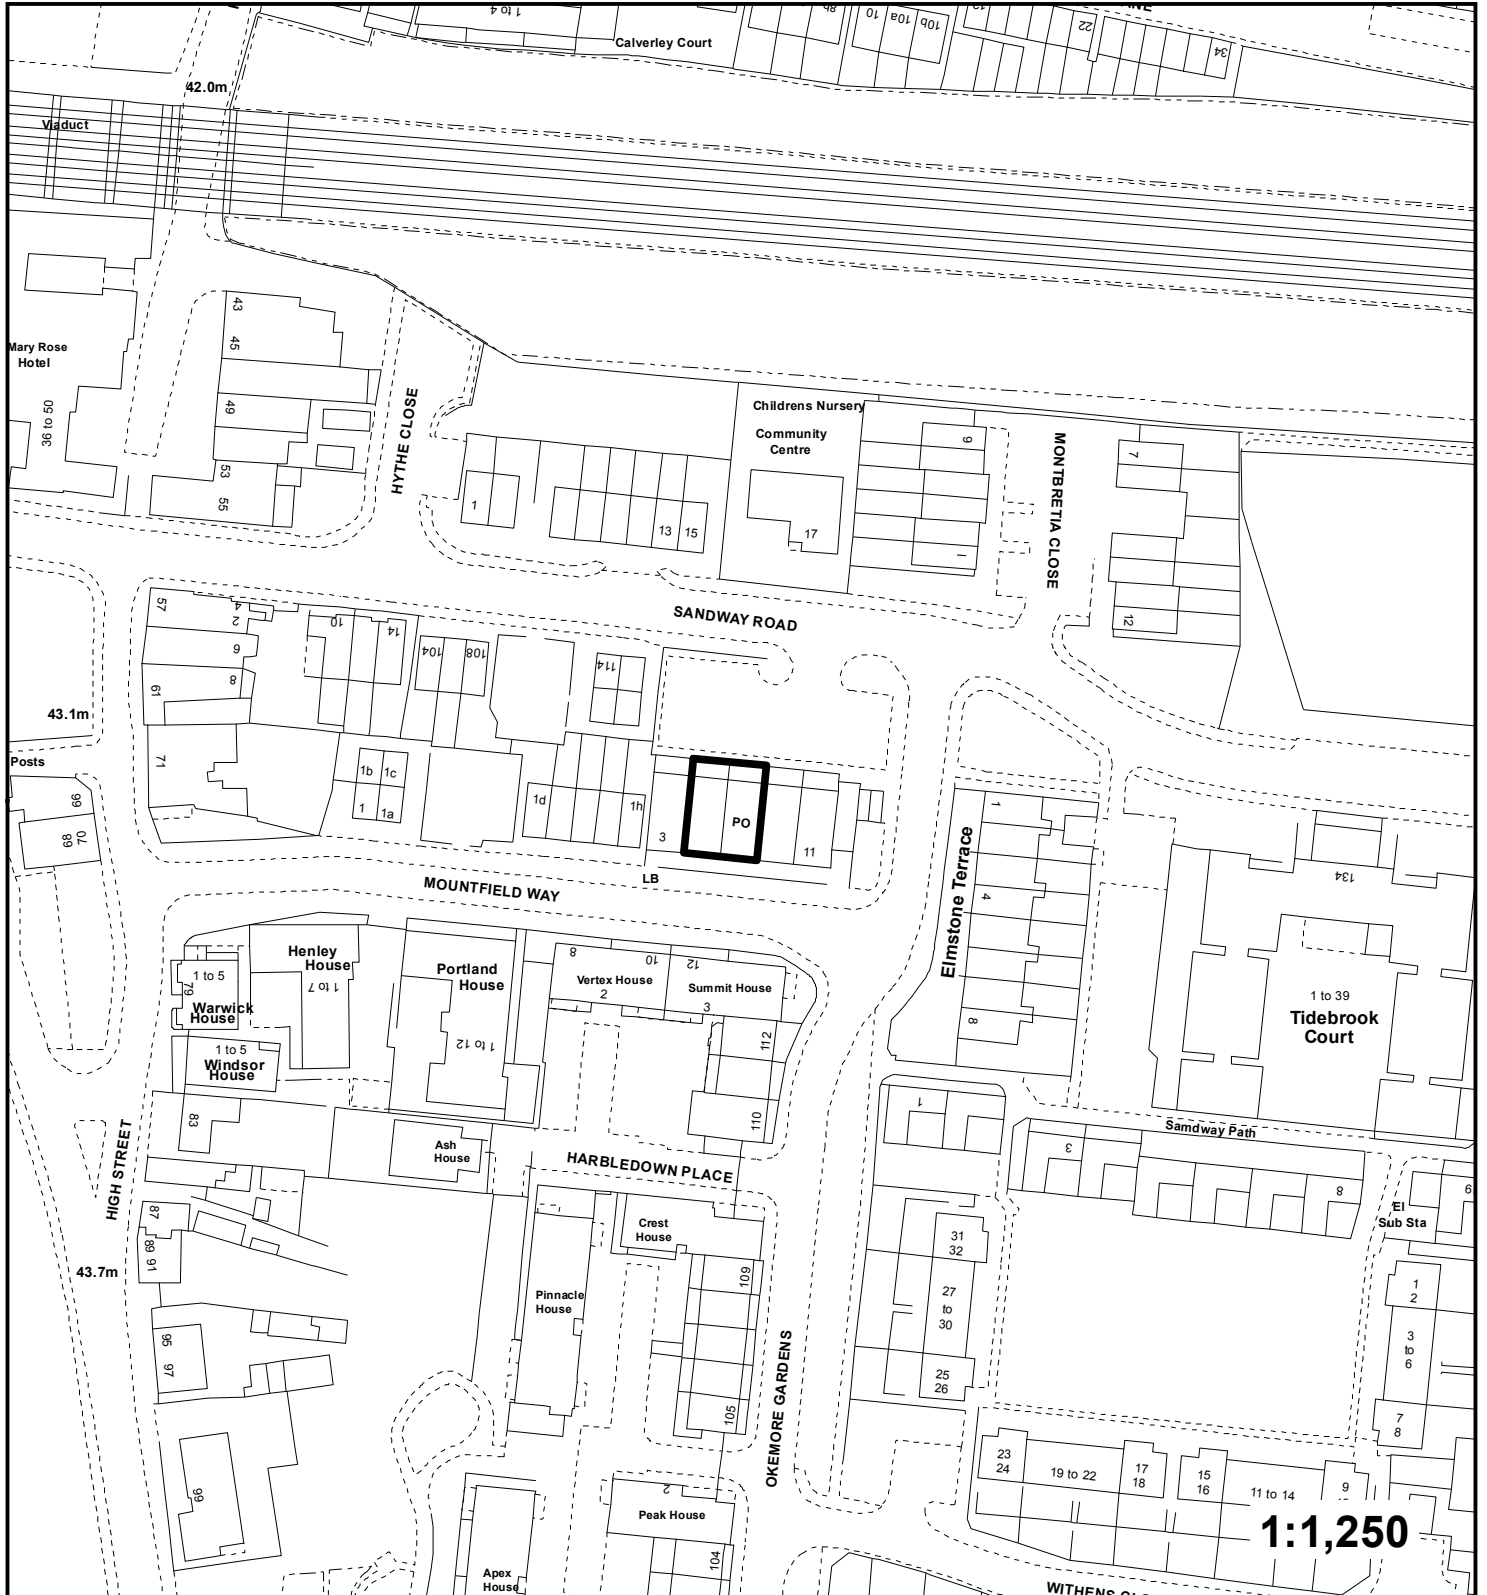 1 to 4
Calverley Court
8b
10
10a
10b
22
34
42.0m
Viaduct
Mary Rose
Hotel
36 to 50
43
45
49
53
55
HYTHE CLOSE
1
13
15
Childrens Nursery
Community
Centre
17
9
1
MONTBRETIA CLOSE
7
12
SANDWAY ROAD
57
4
2
6
8
61
71
10
14
104
108
114
43.1m
Posts
66
68
70
1b
1c
1
1a
1d
1h
3
PO
11
LB
MOUNTFIELD WAY
Elmstone Terrace
1
4
8
134
1 to 39
Tidebrook
Court
Henley
House
1 to 7
1 to 5
79
Warwick
House
1 to 5
Windsor
House
Portland
House
1 to 12
8
10
12
Vertex House
2
Summit House
3
112
110
83
Ash
House
HARBLEDOWN PLACE
HIGH STREET
1
3
8
Samdway Path
El
Sub Sta
9
87
89
91
43.7m
95
97
99
Crest
House
Pinnacle
House
109
105
OKEMORE GARDENS
31
32
27
to
30
25
26
1
2
3
to
6
7
8
23
24
19 to 22
17
18
15
16
11 to 14
9
2
Peak House
104
Apex
House
1:1,250